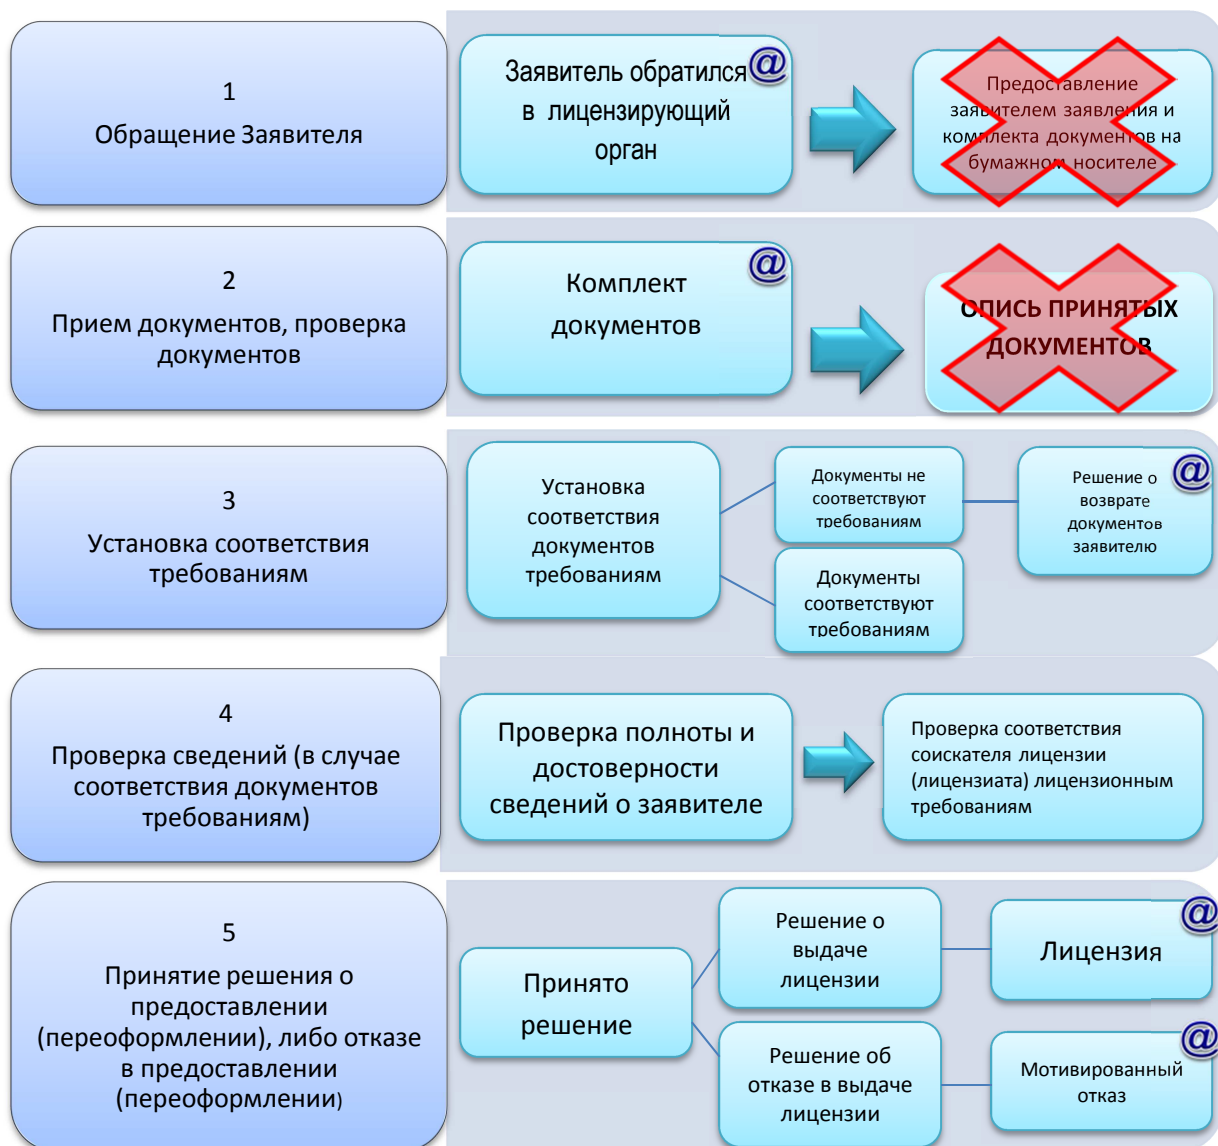 1
Обращение Заявителя
Заявитель обратился
в лицензирующий
орган
@
Предоставление
заявителем заявления и
комплекта документов на
бумажном носителе
2
Прием документов, проверка
документов
Комплект
документов
@
ОПИСЬ ПРИНЯТЫХ
ДОКУМЕНТОВ
3
Установка соответствия
требованиям
Установка
соответствия
документов
требованиям
Документы не
соответствуют
требованиям
Решение о
возврате
документов
заявителю
@
Документы
соответствуют
требованиям
4
Проверка сведений (в случае
соответствия документов
требованиям)
Проверка полноты и
достоверности
сведений о заявителе
Проверка соответствия
соискателя лицензии
(лицензиата) лицензионным
требованиям
5
Принятие решения о
предоставлении
(переоформлении), либо отказе
в предоставлении
(переоформлении)
Принято
решение
Решение о
выдаче
лицензии
Лицензия
@
Решение об
отказе в выдаче
лицензии
Мотивированный
отказ
@